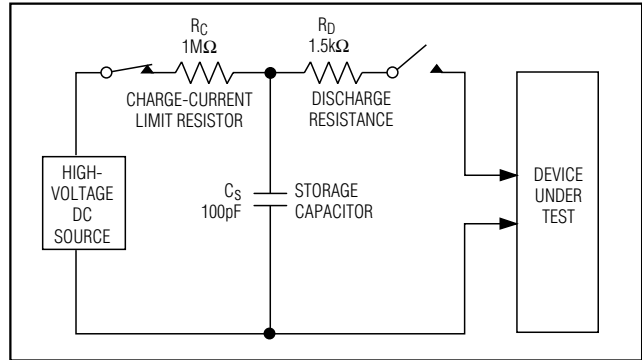 R_C
1MΩ
R_D
1.5kΩ
CHARGE-CURRENT
LIMIT RESISTOR
DISCHARGE
RESISTANCE
HIGH-
VOLTAGE
DC
SOURCE
C_S
100pF
STORAGE
CAPACITOR
DEVICE
UNDER
TEST